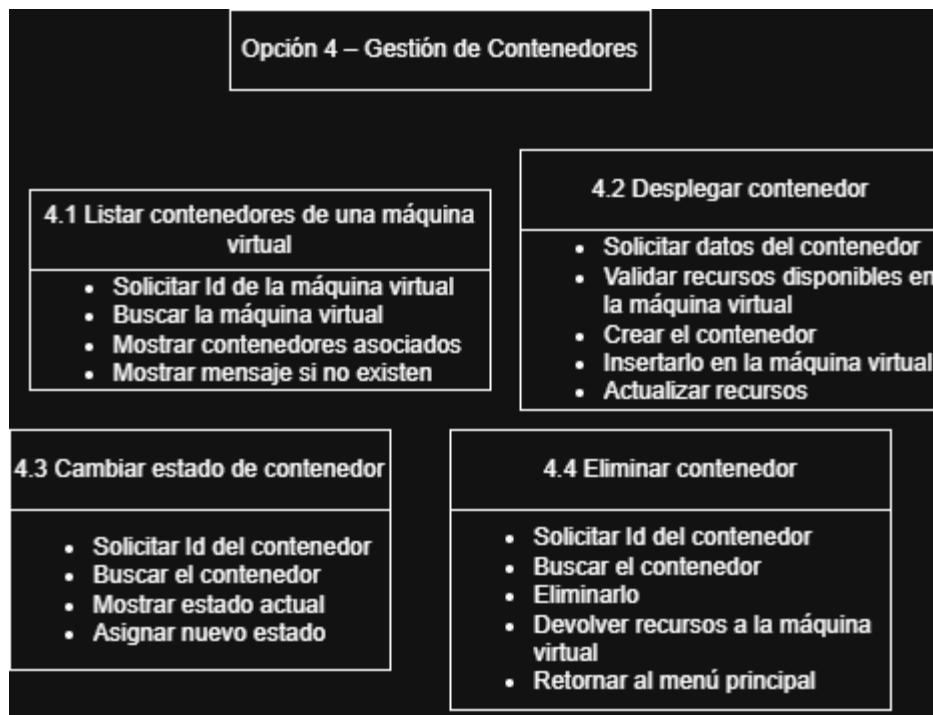 Opción 4 – Gestión de Contenedores
4.1 Listar contenedores de una máquina
virtual
• Solicitar Id de la máquina virtual
• Buscar la máquina virtual
• Mostrar contenedores asociados
• Mostrar mensaje si no existen
4.2 Desplegar contenedor
• Solicitar datos del contenedor
• Validar recursos disponibles en
la máquina virtual
• Crear el contenedor
• Insertarlo en la máquina virtual
• Actualizar recursos
4.3 Cambiar estado de contenedor
• Solicitar Id del contenedor
• Buscar el contenedor
• Mostrar estado actual
• Asignar nuevo estado
4.4 Eliminar contenedor
• Solicitar Id del contenedor
• Buscar el contenedor
• Eliminarlo
• Devolver recursos a la máquina
virtual
• Retornar al menú principal